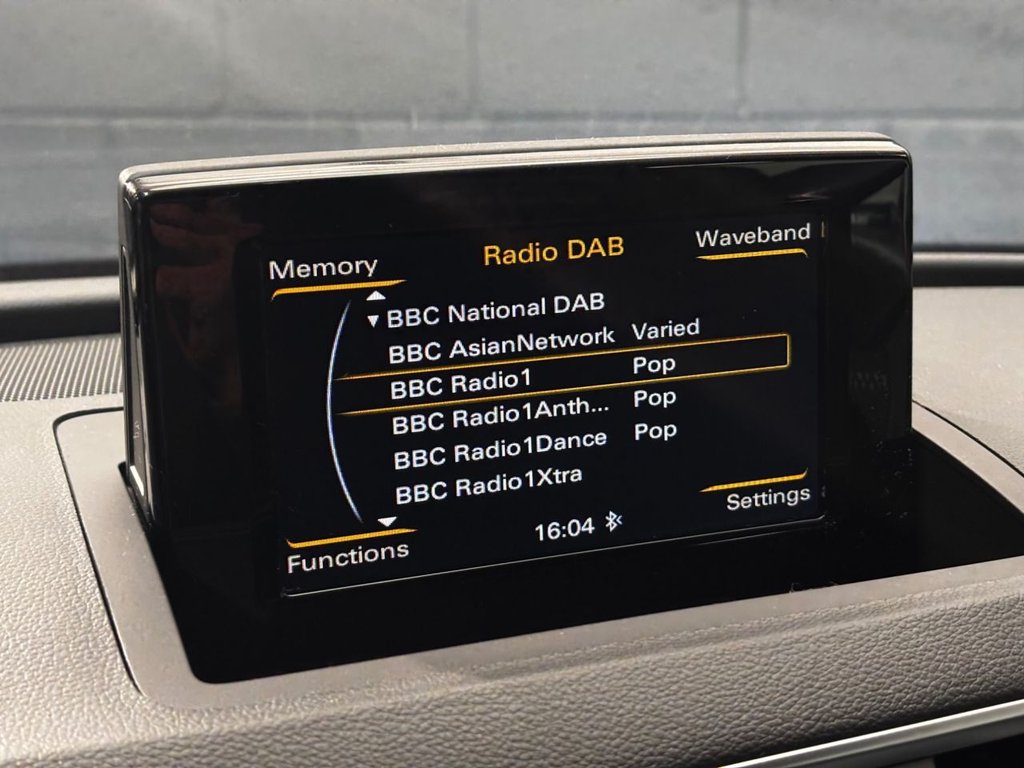 Memory
Radio DAB
Waveband
BBC National DAB
BBC AsianNetwork Varied
BBC Radio1 Pop
BBC Radio1Anth... Pop
BBC Radio1Dance Pop
BBC Radio1Xtra
Functions
16:04
Settings